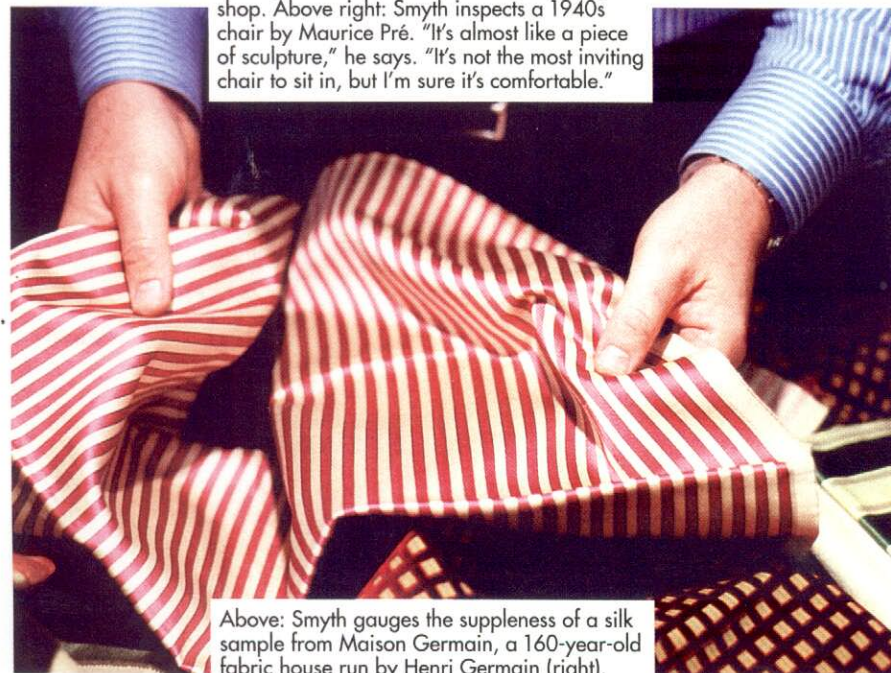 shop. Above right: Smyth inspects a 1940s
chair by Maurice Pré. “It’s almost like a piece
of sculpture,” he says. “It’s not the most inviting
chair to sit in, but I’m sure it’s comfortable.”
Above: Smyth gauges the suppleness of a silk
sample from Maison Germain, a 160-year-old
fabric house run by Henri Germain (right).